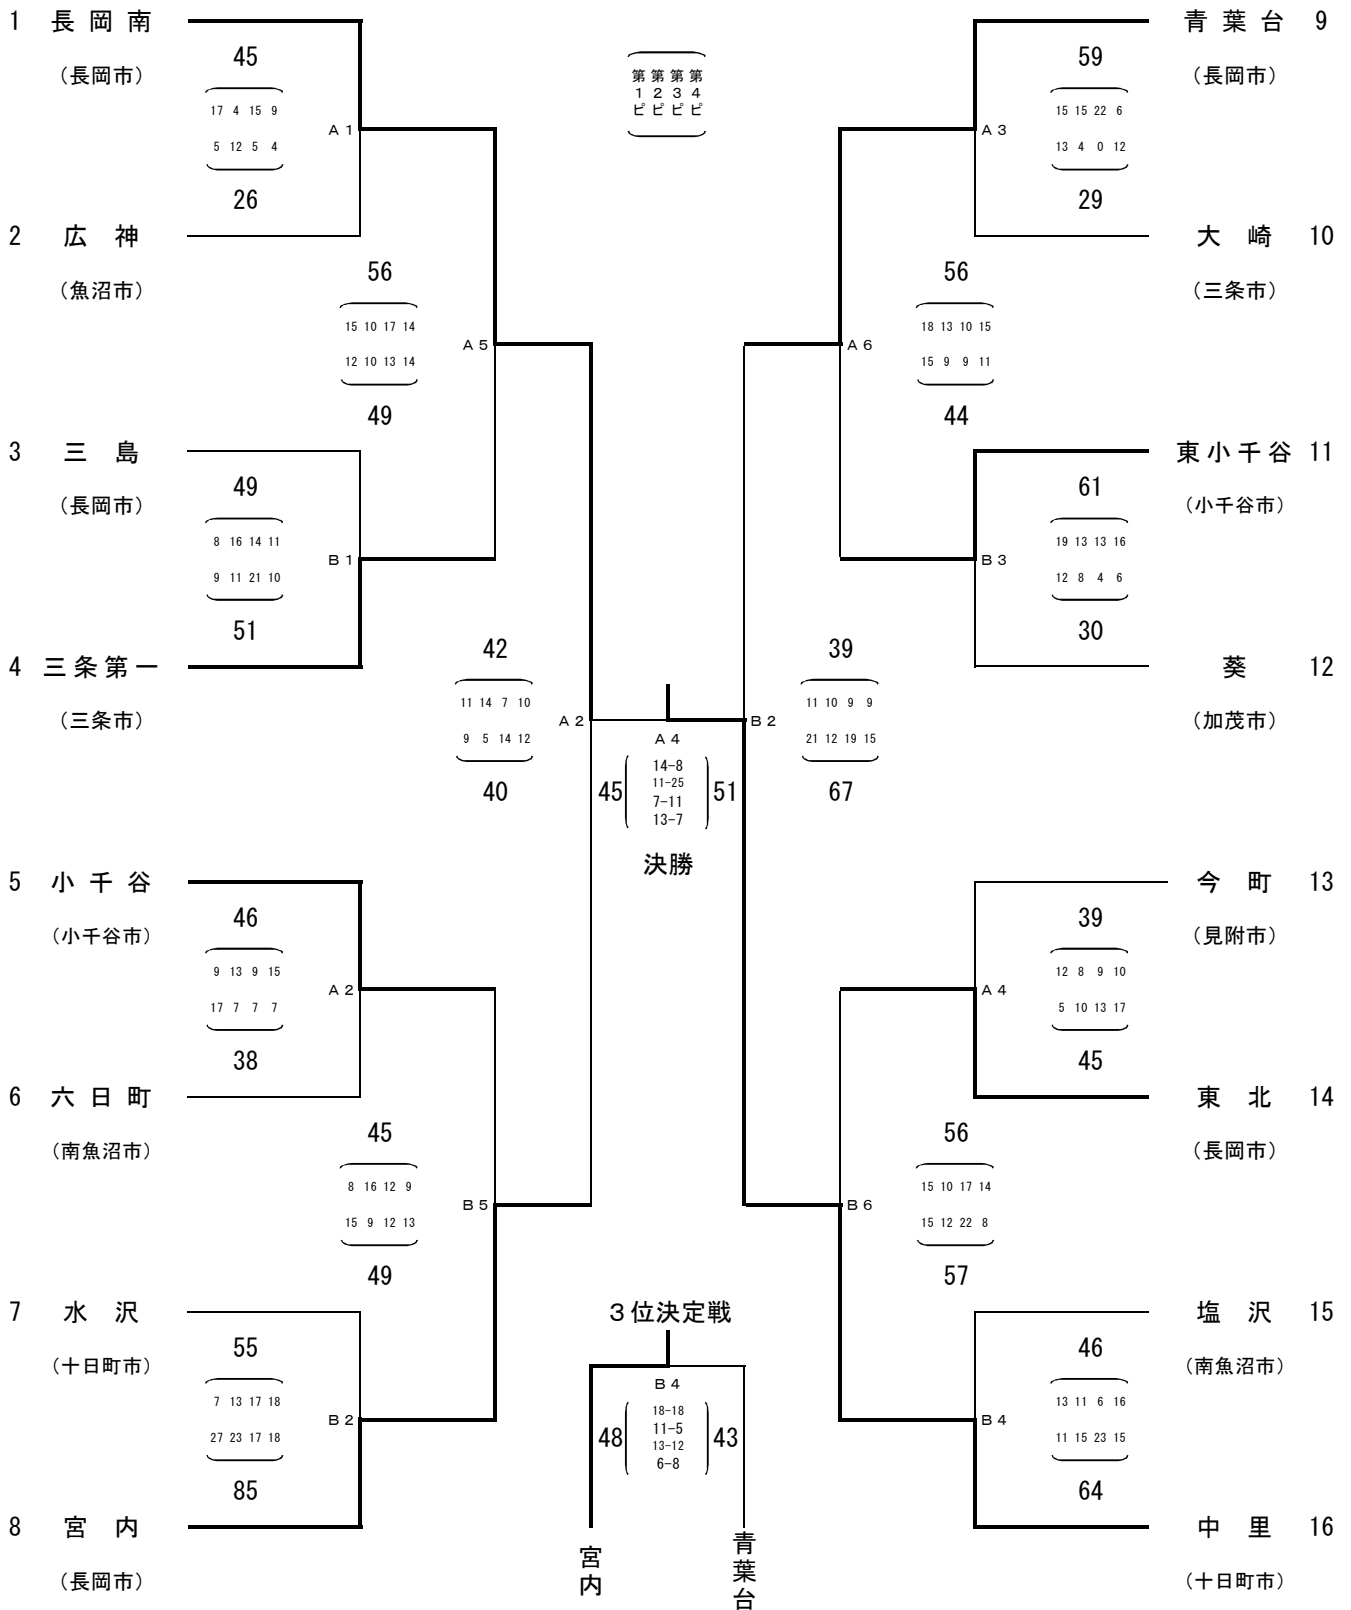 1 長岡南
(長岡市)
45
17 4 15 9
5 12 5 4
26
A1
2 広神
(魚沼市)
56
15 10 17 14
12 10 13 14
49
A5
3 三島
(長岡市)
49
8 16 14 11
9 11 21 10
51
B1
4 三条第一
(三条市)
42
11 14 7 10
9 5 14 12
40
A2
5 小千谷
(小千谷市)
46
9 13 9 15
17 7 7 7
38
A2
6 六日町
(南魚沼市)
45
8 16 12 9
15 9 12 13
49
B5
7 水沢
(十日町市)
55
7 13 17 18
27 23 17 18
85
B2
8 宮内
(長岡市)
第1ピ
第2ピ
第3ピ
第4ピ
A4
45
14-8
11-25
7-11
13-7
51
決勝
3位決定戦
B4
48
18-18
11-5
13-12
6-8
43
宮内
青葉台
青葉台 9
(長岡市)
59
15 15 22 6
13 4 0 12
29
A3
大崎 10
(三条市)
56
18 13 10 15
15 9 9 11
44
A6
東小千谷 11
(小千谷市)
61
19 13 13 16
12 8 4 6
30
B3
葵 12
(加茂市)
39
11 10 9 9
21 12 19 15
67
B2
今町 13
(見附市)
39
12 8 9 10
5 10 13 17
45
A4
東北 14
(長岡市)
56
15 10 17 14
15 12 22 8
57
B6
塩沢 15
(南魚沼市)
46
13 11 6 16
11 15 23 15
64
B4
中里 16
(十日町市)